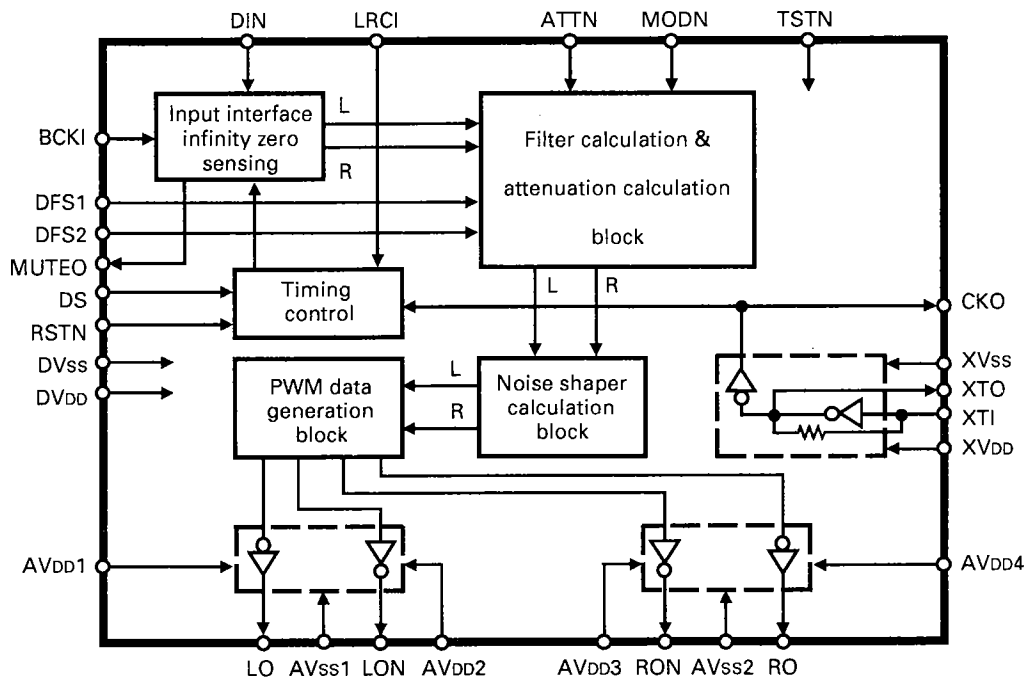 DIN
LRCI
ATTN
MODN
TSTN
BCKI
Input interface
infinity zero
sensing
L
R
Filter calculation &
attenuation calculation
block
DFS1
DFS2
MUTEO
DS
RSTN
DVSS
DVDD
Timing
control
L
R
CKO
XVSS
XTO
XTI
XVDD
PWM data
generation
block
L
R
Noise shaper
calculation
block
AVDD1
AVDD4
LO
AVSS1
LON
AVDD2
AVDD3
RON
AVSS2
RO